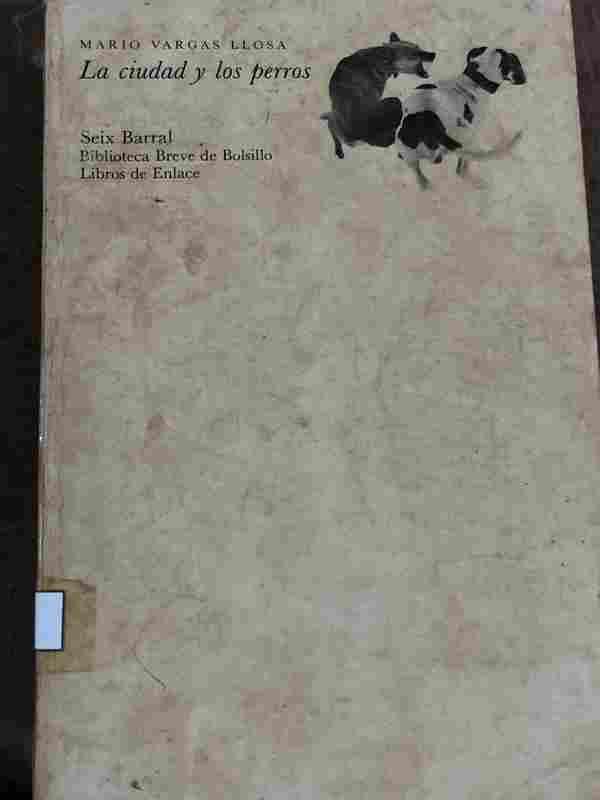 MARIO VARGAS LLOSA
La ciudad y los perros
Seix Barral
Biblioteca Breve de Bolsillo
Libros de Enlace